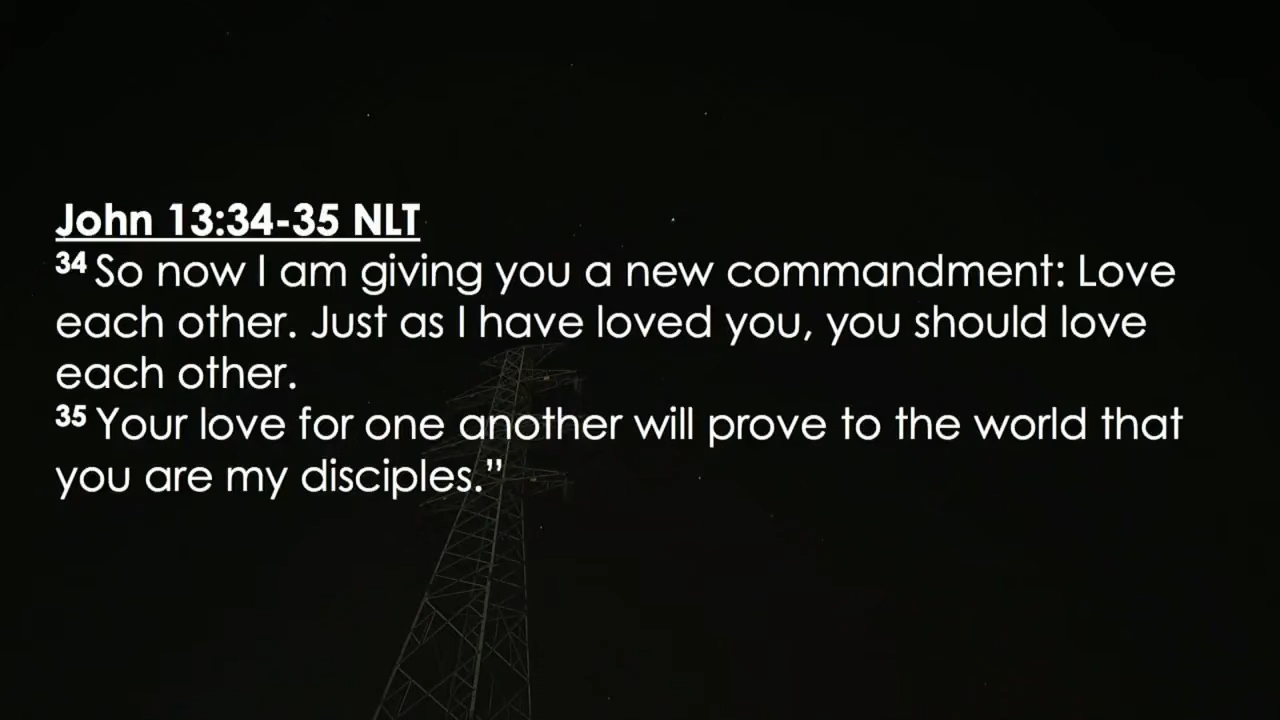 John 13:34-35 NLT
34 So now I am giving you a new commandment: Love
each other. Just as I have loved you, you should love
each other.
35 Your love for one another will prove to the world that
you are my disciples.”